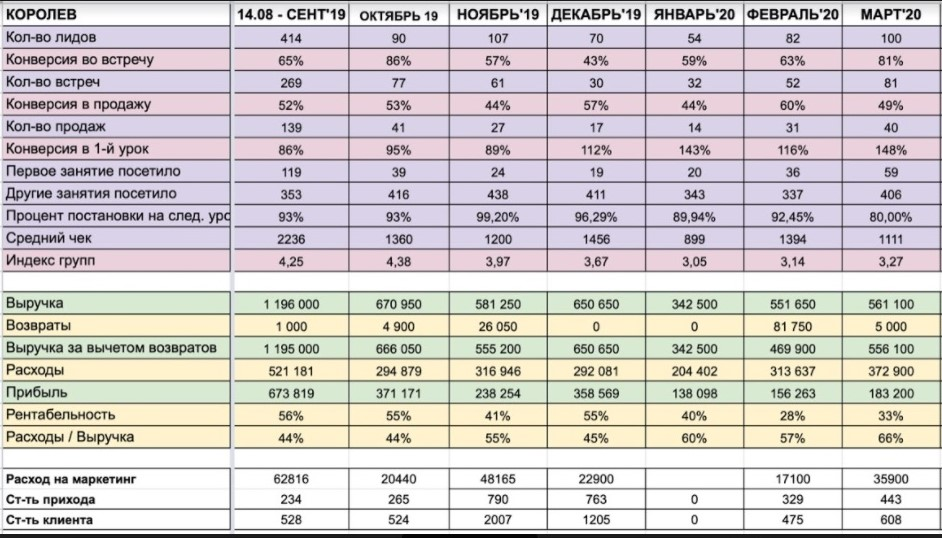 КОРОЛЕВ 14.08 - СЕНТ'19 ОКТЯБРЬ 19 НОЯБРЬ'19 ДЕКАБРЬ'19 ЯНВАРЬ'20 ФЕВРАЛЬ'20 МАРТ'20
Кол-во лидов 414 90 107 70 54 82 100
Конверсия во встречу 65% 86% 57% 43% 59% 63% 81%
Кол-во встреч 269 77 61 30 32 52 81
Конверсия в продажу 52% 53% 44% 57% 44% 60% 49%
Кол-во продаж 139 41 27 17 14 31 40
Конверсия в 1-й урок 86% 95% 89% 112% 143% 116% 148%
Первое занятие посетило 119 39 24 19 20 36 59
Другие занятия посетило 353 416 438 411 343 337 406
Процент постановки на след. уро 93% 93% 99,20% 96,29% 89,94% 92,45% 80,00%
Средний чек 2236 1360 1200 1456 899 1394 1111
Индекс групп 4,25 4,38 3,97 3,67 3,05 3,14 3,27
Выручка 1 196 000 670 950 581 250 650 650 342 500 551 650 561 100
Возвраты 1 000 4 900 26 050 0 0 81 750 5 000
Выручка за вычетом возвратов 1 195 000 666 050 555 200 650 650 342 500 469 900 556 100
Расходы 521 181 294 879 316 946 292 081 204 402 313 637 372 900
Прибыль 673 819 371 171 238 254 358 569 138 098 156 263 183 200
Рентабельность 56% 55% 41% 55% 40% 28% 33%
Расходы / Выручка 44% 44% 55% 45% 60% 57% 66%
Расход на маркетинг 62816 20440 48165 22900 17100 35900
Ст-ть прихода 234 265 790 763 0 329 443
Ст-ть клиента 528 524 2007 1205 0 475 608